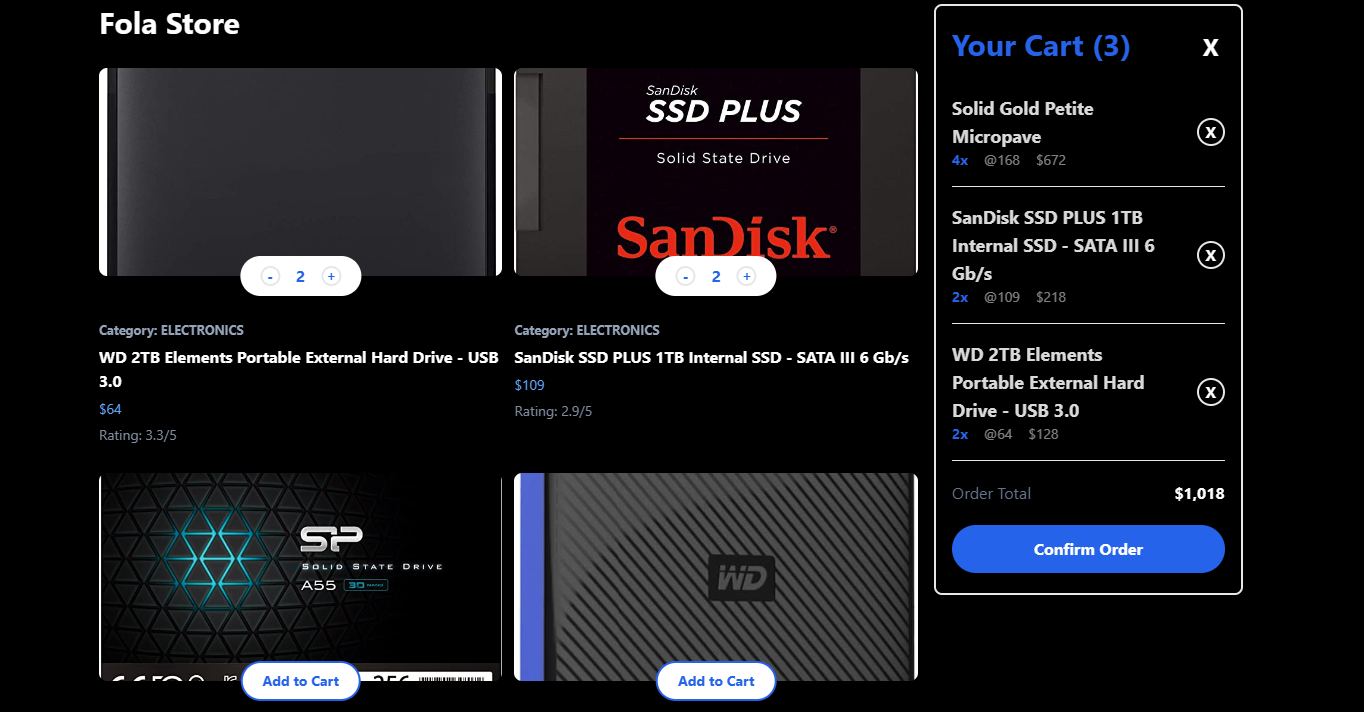 Fola Store
SanDisk
SSD PLUS
Solid State Drive
SanDisk®
- 2 +
- 2 +
Category: ELECTRONICS
WD 2TB Elements Portable External Hard Drive - USB
3.0
$64
Rating: 3.3/5
Category: ELECTRONICS
SanDisk SSD PLUS 1TB Internal SSD - SATA III 6 Gb/s
$109
Rating: 2.9/5
SP
SOLID STATE DRIVE
A55
Add to Cart
WD
Add to Cart
Your Cart (3)
X
Solid Gold Petite
Micropave
X
4x @168 $672
SanDisk SSD PLUS 1TB
Internal SSD - SATA III 6
Gb/s
X
2x @109 $218
WD 2TB Elements
Portable External Hard
Drive - USB 3.0
X
2x @64 $128
Order Total $1,018
Confirm Order